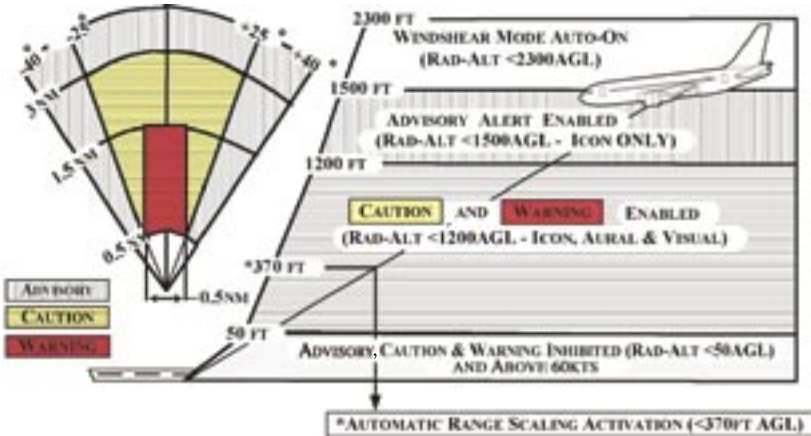 -40°
-25°
+25°
+40°
3 NM
1.5 NM
0.5 NM
0.5NM
ADVISORY
CAUTION
WARNING
2300 FT
WINDSHEAR MODE AUTO-ON
(RAD-ALT <2300AGL)
1500 FT
ADVISORY ALERT ENABLED
(RAD-ALT <1500AGL - ICON ONLY)
1200 FT
CAUTION AND WARNING ENABLED
(RAD-ALT <1200AGL - ICON, AURAL & VISUAL)
*370 FT
50 FT
ADVISORY, CAUTION & WARNING INHIBITED (RAD-ALT <50AGL)
AND ABOVE 60KTS
*AUTOMATIC RANGE SCALING ACTIVATION (<370FT AGL)